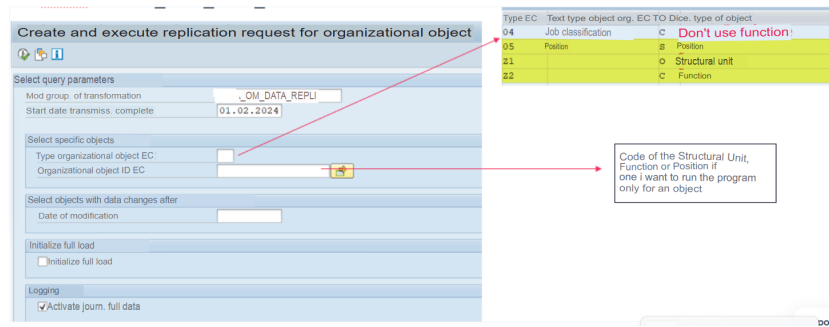 Create and execute replication request for organizational object
Select query parameters
Mod group. of transformation
_OM_DATA_REPLI
Start date transmiss. complete
01.02.2024
Select specific objects
Type organizational object EC
Organizational object ID EC
Select objects with data changes after
Date of modification
Initialize full load
Initialize full load
Logging
Activate journ. full data
Type EC Text type object org. EC TO Dice. type of object
04 Job classification C Don't use function
05 Position S Position
Z1 O Structural unit
Z2 C Function
Code of the Structural Unit,
Function or Position if
one i want to run the program
only for an object
po